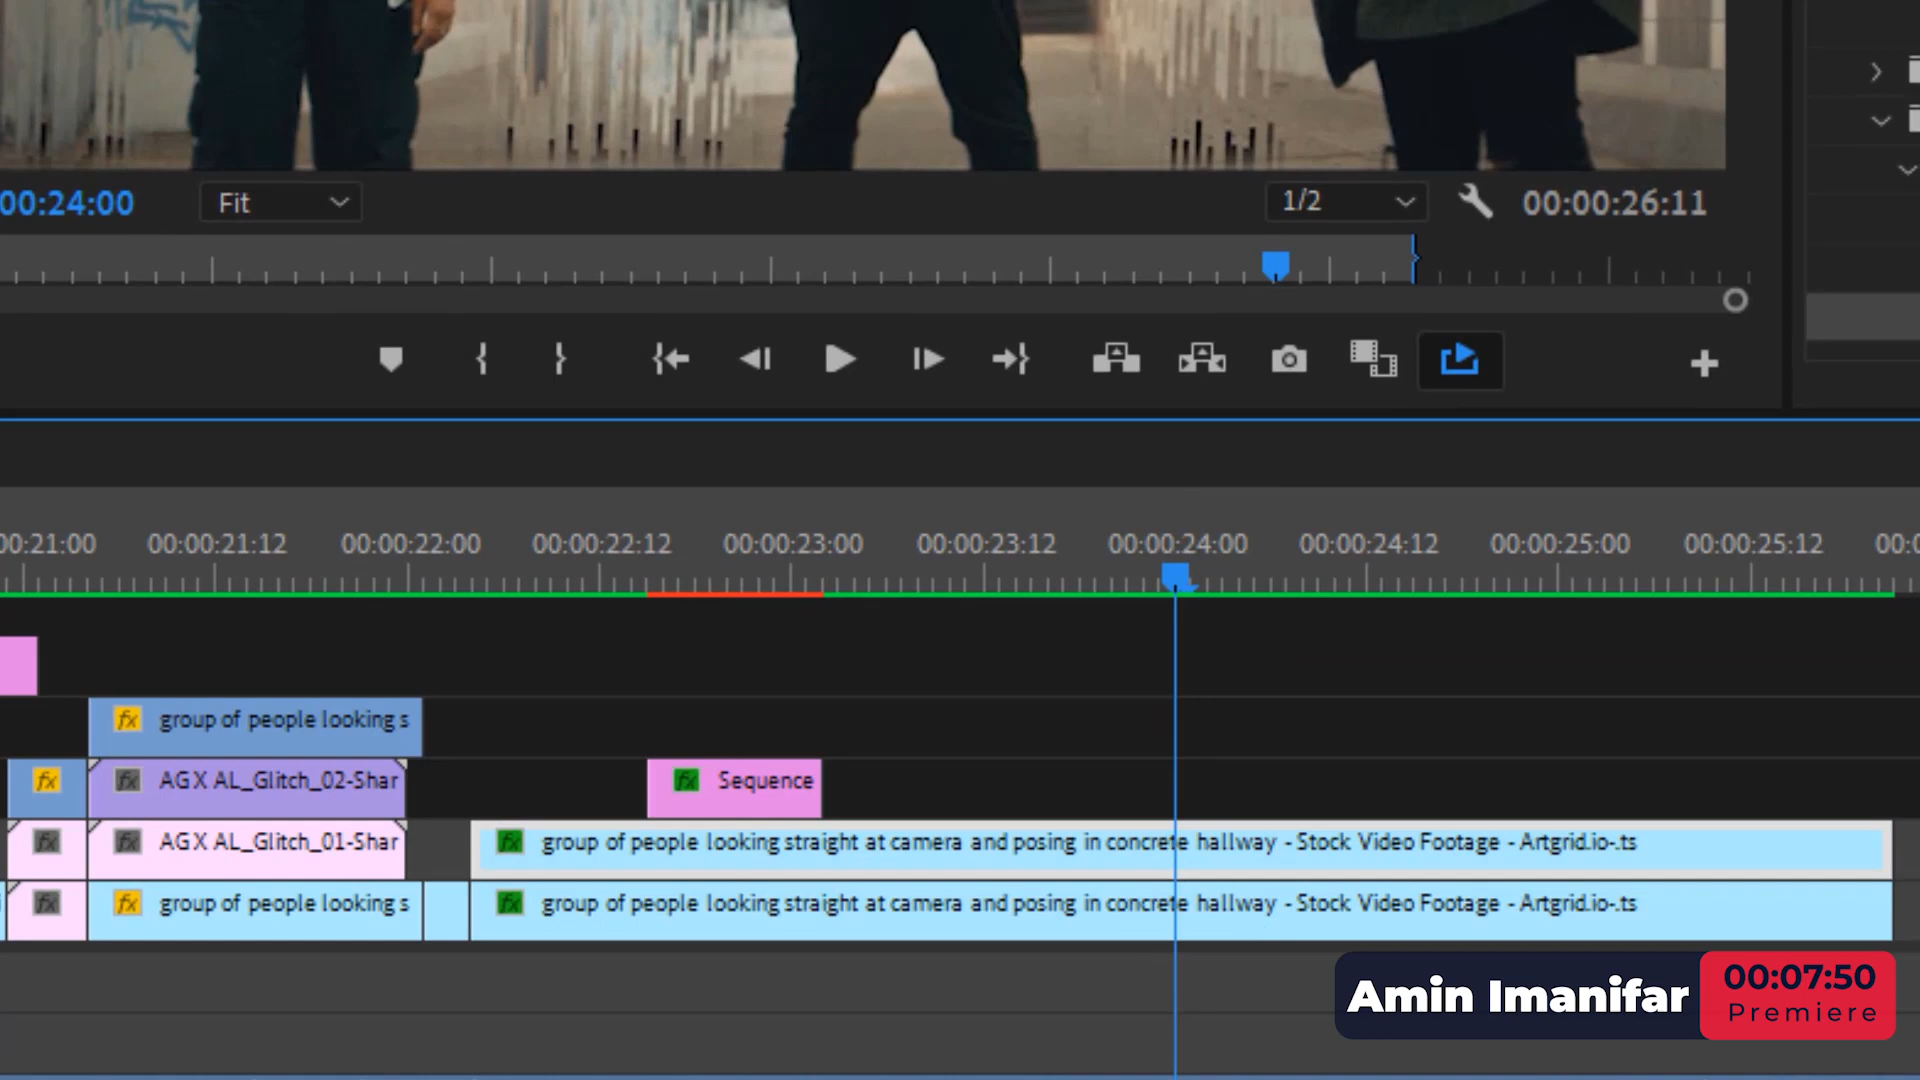 00:24:00
Fit
1/2
00:00:26:11
00:21:00 00:00:21:12 00:00:22:00 00:00:22:12 00:00:23:00 00:00:23:12 00:00:24:00 00:00:24:12 00:00:25:00 00:00:25:12 00:0
fx group of people looking s
fx fx AGX AL_Glitch_02-Shar fx Sequence
fx fx AGX AL_Glitch_01-Shar fx group of people looking straight at camera and posing in concrete hallway - Stock Video Footage - Artgrid.io-.ts
fx fx group of people looking s fx group of people looking straight at camera and posing in concrete hallway - Stock Video Footage - Artgrid.io-.ts
Amin Imanifar
00:07:50
Premiere